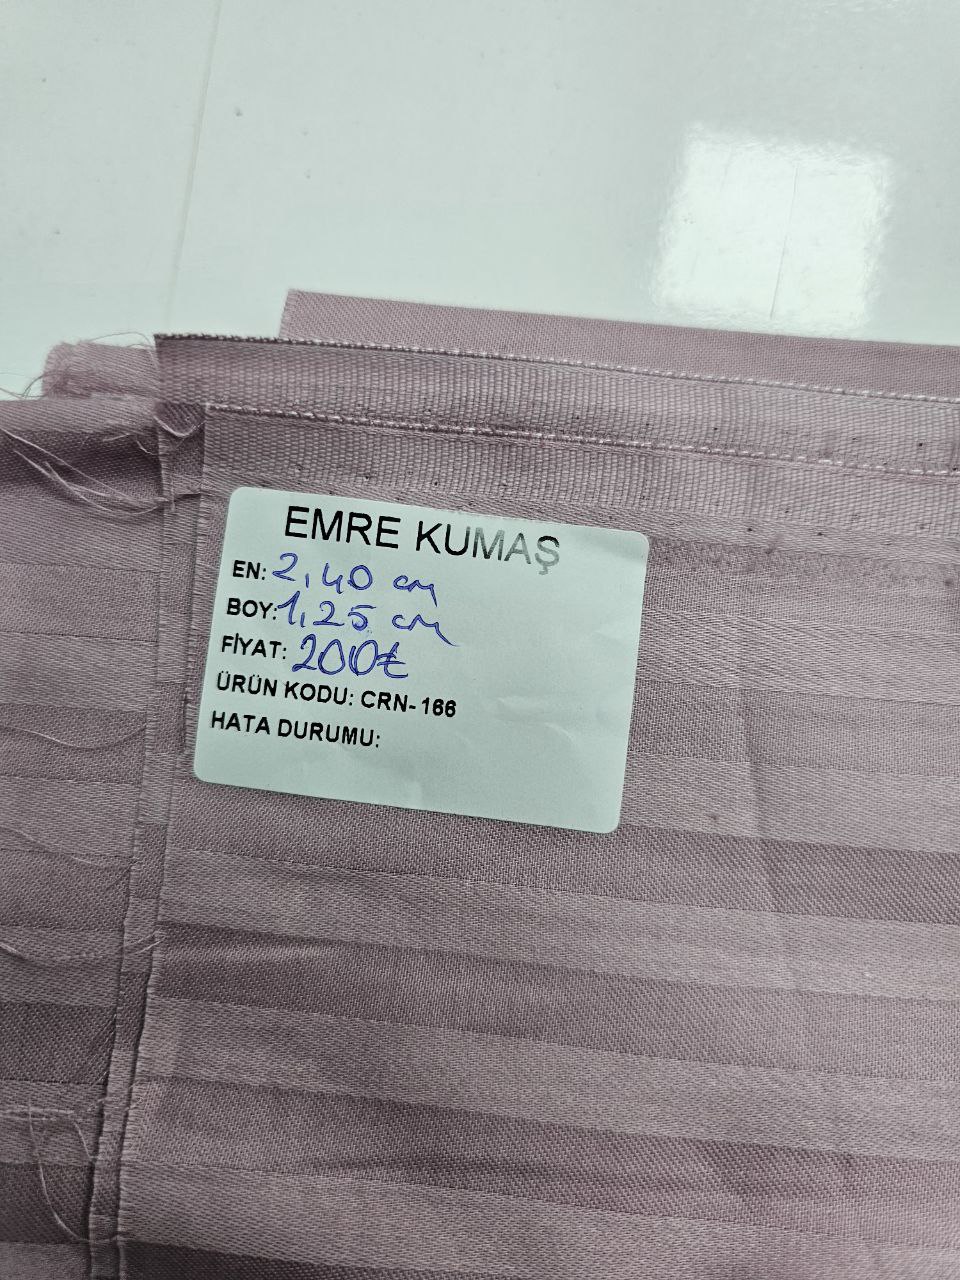 EMRE KUMAŞ
EN: 2,40 cm
BOY: 1,25 cm
FİYAT: 200₺
ÜRÜN KODU: CRN-166
HATA DURUMU: